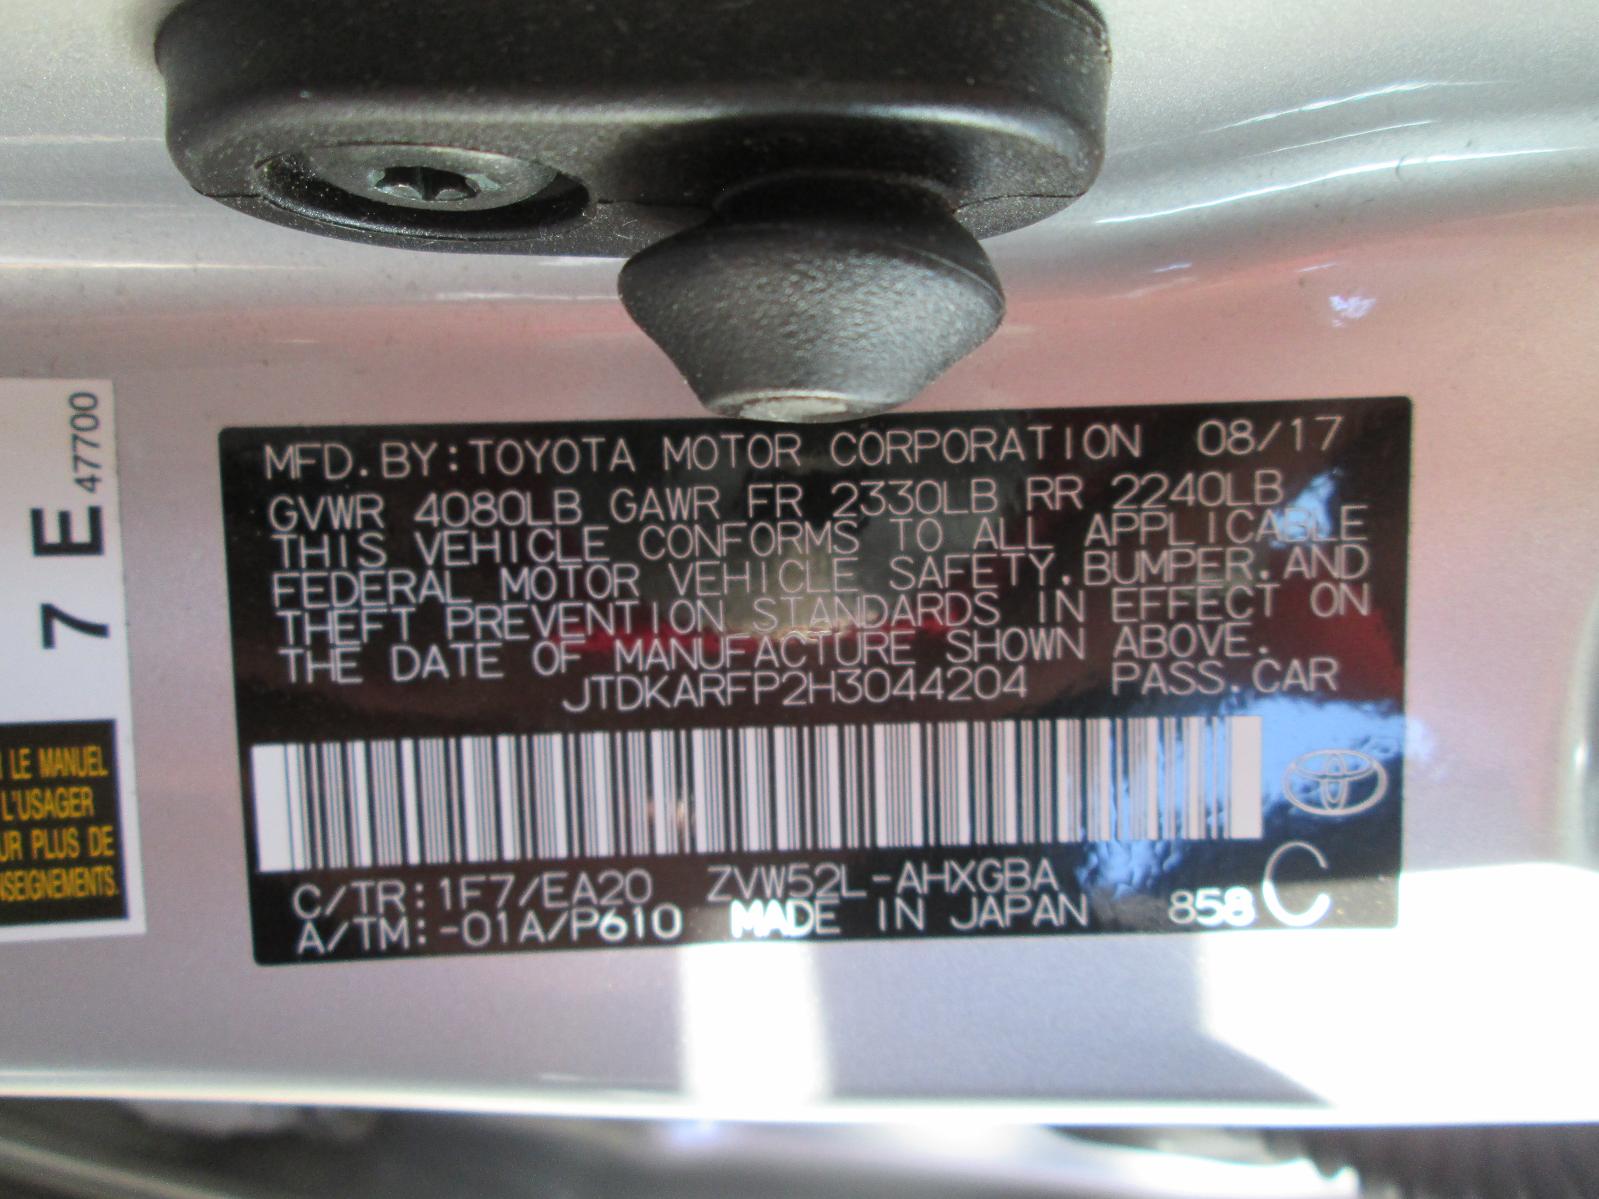 47700
7 E
LE MANUEL
L'USAGER
UR PLUS DE
NSEIGNEMENTS.
MFD.BY:TOYOTA MOTOR CORPORATION 08/17
GVWR 4080LB GAWR FR 2330LB RR 2240LB
THIS VEHICLE CONFORMS TO ALL APPLICABLE
FEDERAL MOTOR VEHICLE SAFETY,BUMPER,AND
THEFT PREVENTION STANDARDS IN EFFECT ON
THE DATE OF MANUFACTURE SHOWN ABOVE.
JTDKARFP2H3044204 PASS.CAR
C/TR:1F7/EA20 ZVW52L-AHXGBA
A/TM:-01A/P610 MADE IN JAPAN 858 C